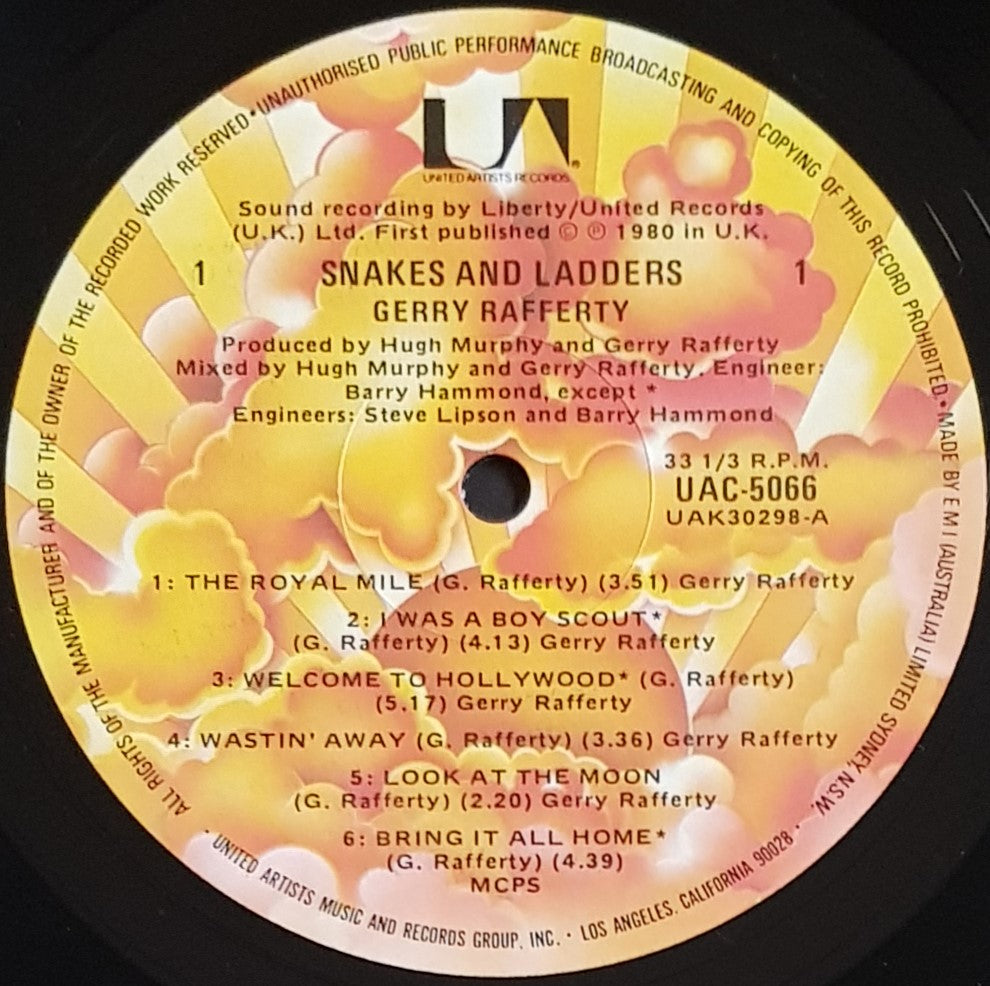 ALL RIGHTS OF THE MANUFACTURER AND OF THE OWNER OF THE RECORDED WORK RESERVED • UNAUTHORISED PUBLIC PERFORMANCE BROADCASTING AND COPYING OF THIS RECORD PROHIBITED. • MADE BY E M I (AUSTRALIA) LIMITED SYDNEY, N.S.W.
UA®
UNITED ARTISTS RECORDS
Sound recording by Liberty/United Records
(U.K.) Ltd. First published © ℗ 1980 in U.K.
1 SNAKES AND LADDERS 1
GERRY RAFFERTY
Produced by Hugh Murphy and Gerry Rafferty
Mixed by Hugh Murphy and Gerry Rafferty. Engineer:
Barry Hammond, except *
Engineers: Steve Lipson and Barry Hammond
33 1/3 R.P.M.
UAC-5066
UAK30298-A
1: THE ROYAL MILE (G. Rafferty) (3.51) Gerry Rafferty
2: I WAS A BOY SCOUT*
(G. Rafferty) (4.13) Gerry Rafferty
3: WELCOME TO HOLLYWOOD* (G. Rafferty)
(5.17) Gerry Rafferty
4: WASTIN' AWAY (G. Rafferty) (3.36) Gerry Rafferty
5: LOOK AT THE MOON
(G. Rafferty) (2.20) Gerry Rafferty
6: BRING IT ALL HOME*
(G. Rafferty) (4.39)
MCPS
• UNITED ARTISTS MUSIC AND RECORDS GROUP, INC. • LOS ANGELES, CALIFORNIA 90028 •